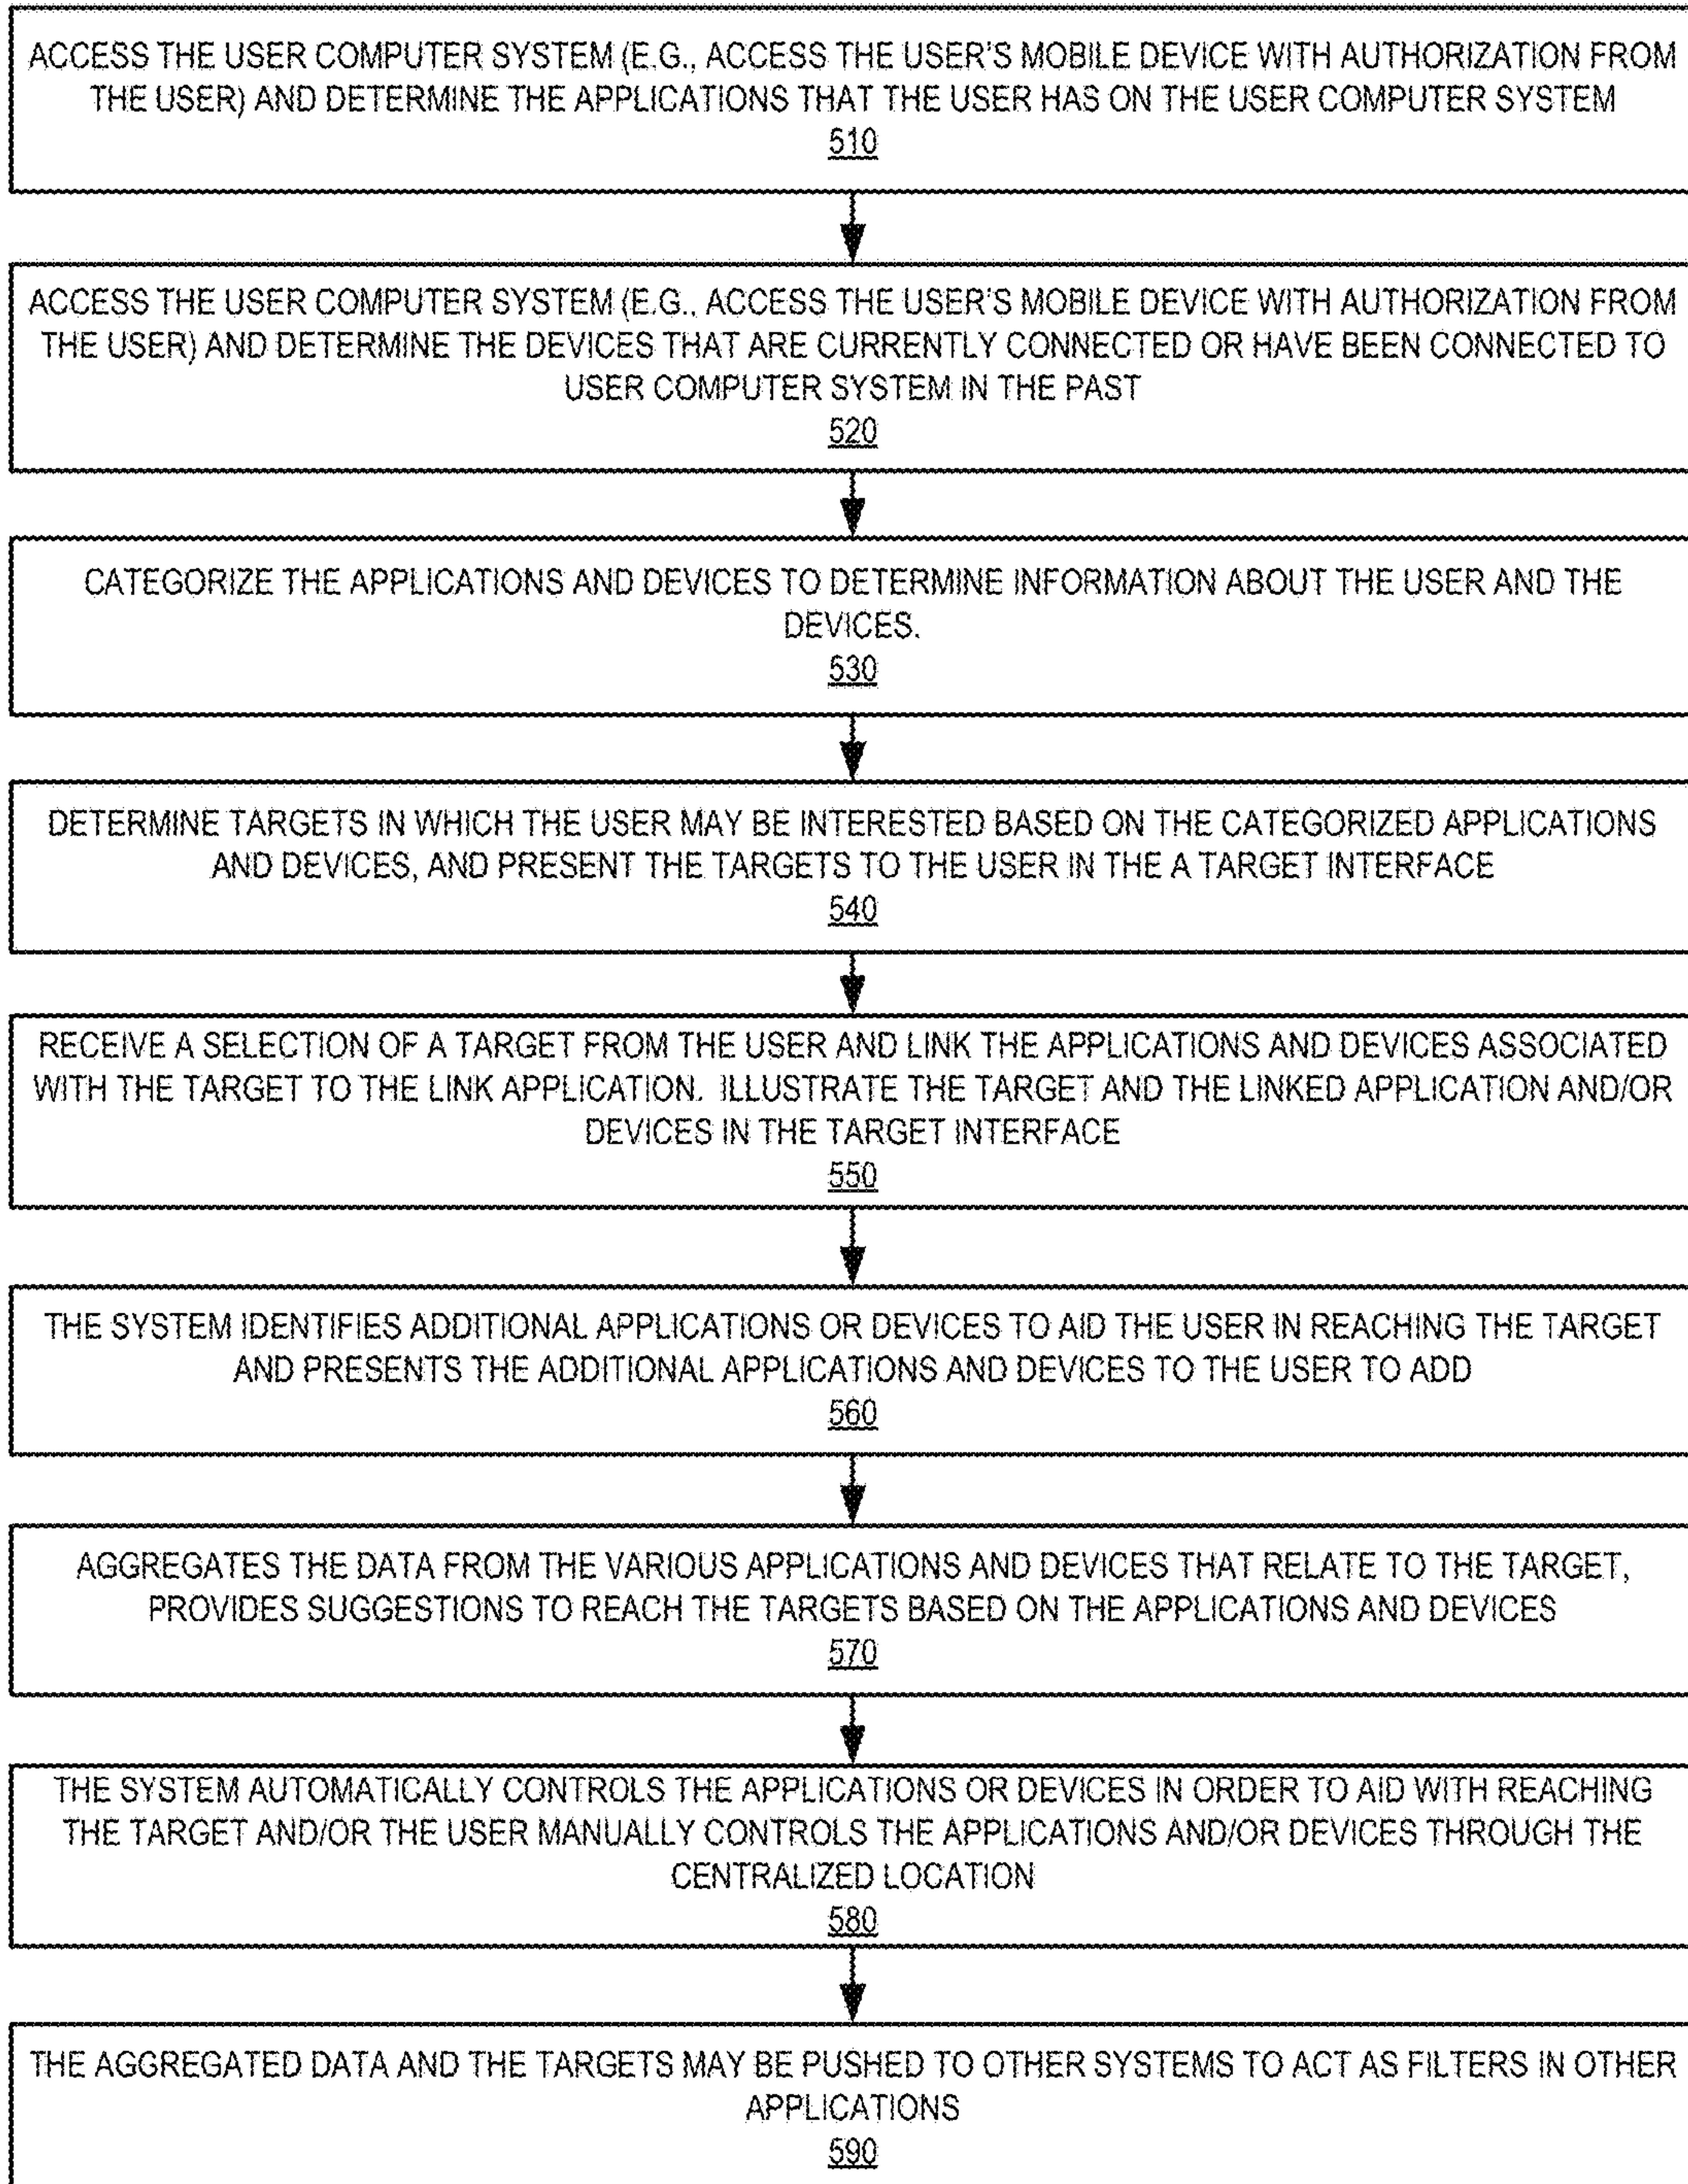 ACCESS THE USER COMPUTER SYSTEM (E.G., ACCESS THE USER'S MOBILE DEVICE WITH AUTHORIZATION FROM
THE USER) AND DETERMINE THE APPLICATIONS THAT THE USER HAS ON THE USER COMPUTER SYSTEM
510
ACCESS THE USER COMPUTER SYSTEM (E.G., ACCESS THE USER'S MOBILE DEVICE WITH AUTHORIZATION FROM
THE USER) AND DETERMINE THE DEVICES THAT ARE CURRENTLY CONNECTED OR HAVE BEEN CONNECTED TO
USER COMPUTER SYSTEM IN THE PAST
520
CATEGORIZE THE APPLICATIONS AND DEVICES TO DETERMINE INFORMATION ABOUT THE USER AND THE
DEVICES.
530
DETERMINE TARGETS IN WHICH THE USER MAY BE INTERESTED BASED ON THE CATEGORIZED APPLICATIONS
AND DEVICES, AND PRESENT THE TARGETS TO THE USER IN THE A TARGET INTERFACE
540
RECEIVE A SELECTION OF A TARGET FROM THE USER AND LINK THE APPLICATIONS AND DEVICES ASSOCIATED
WITH THE TARGET TO THE LINK APPLICATION. ILLUSTRATE THE TARGET AND THE LINKED APPLICATION AND/OR
DEVICES IN THE TARGET INTERFACE
550
THE SYSTEM IDENTIFIES ADDITIONAL APPLICATIONS OR DEVICES TO AID THE USER IN REACHING THE TARGET
AND PRESENTS THE ADDITIONAL APPLICATIONS AND DEVICES TO THE USER TO ADD
560
AGGREGATES THE DATA FROM THE VARIOUS APPLICATIONS AND DEVICES THAT RELATE TO THE TARGET,
PROVIDES SUGGESTIONS TO REACH THE TARGETS BASED ON THE APPLICATIONS AND DEVICES
570
THE SYSTEM AUTOMATICALLY CONTROLS THE APPLICATIONS OR DEVICES IN ORDER TO AID WITH REACHING
THE TARGET AND/OR THE USER MANUALLY CONTROLS THE APPLICATIONS AND/OR DEVICES THROUGH THE
CENTRALIZED LOCATION
580
THE AGGREGATED DATA AND THE TARGETS MAY BE PUSHED TO OTHER SYSTEMS TO ACT AS FILTERS IN OTHER
APPLICATIONS
590